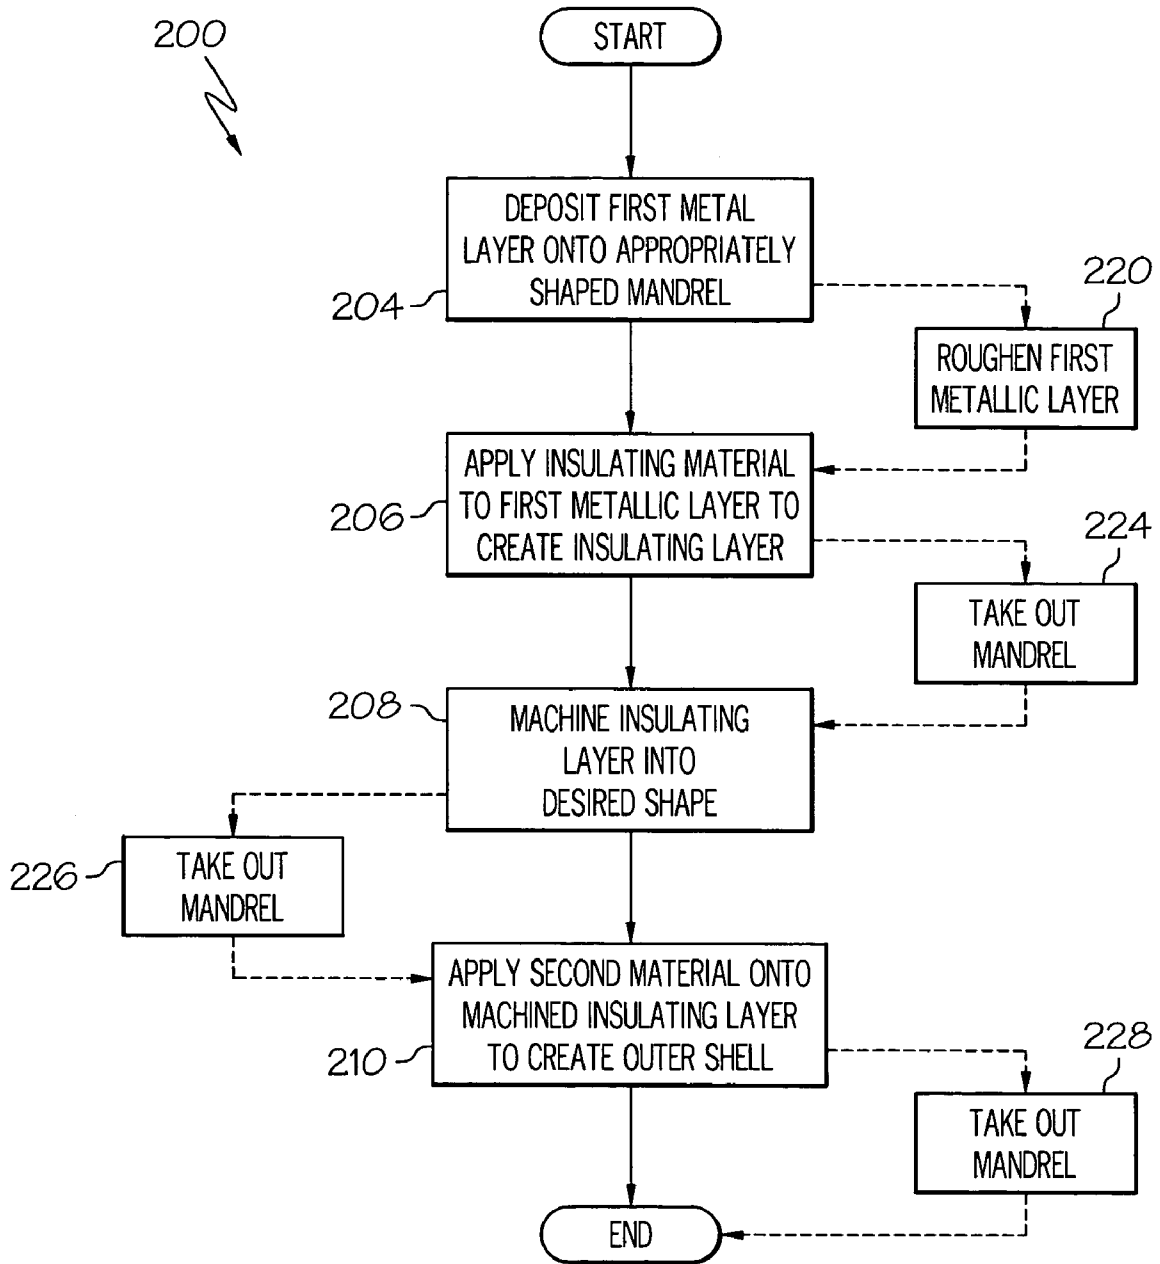 200
START
DEPOSIT FIRST METAL
LAYER ONTO APPROPRIATELY
SHAPED MANDREL
204
220
ROUGHEN FIRST
METALLIC LAYER
APPLY INSULATING MATERIAL
TO FIRST METALLIC LAYER TO
CREATE INSULATING LAYER
206
224
TAKE OUT
MANDREL
208
MACHINE INSULATING
LAYER INTO
DESIRED SHAPE
226
TAKE OUT
MANDREL
APPLY SECOND MATERIAL ONTO
MACHINED INSULATING LAYER
TO CREATE OUTER SHELL
210
228
TAKE OUT
MANDREL
END